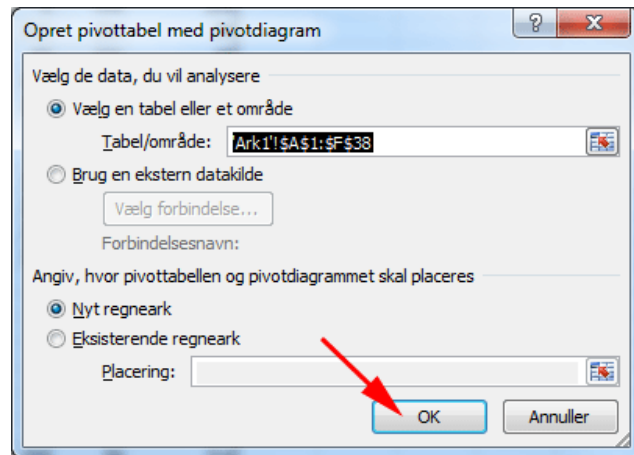 Opret pivottabel med pivotdiagram
Vælg de data, du vil analysere
Vælg en tabel eller et område
Tabel/område: 'Ark1'!$A$1:$F$38
Brug en ekstern datakilde
Vælg forbindelse...
Forbindelsesnavn:
Angiv, hvor pivottabellen og pivotdiagrammet skal placeres
Nyt regneark
Eksisterende regneark
Placering:
OK Annuller